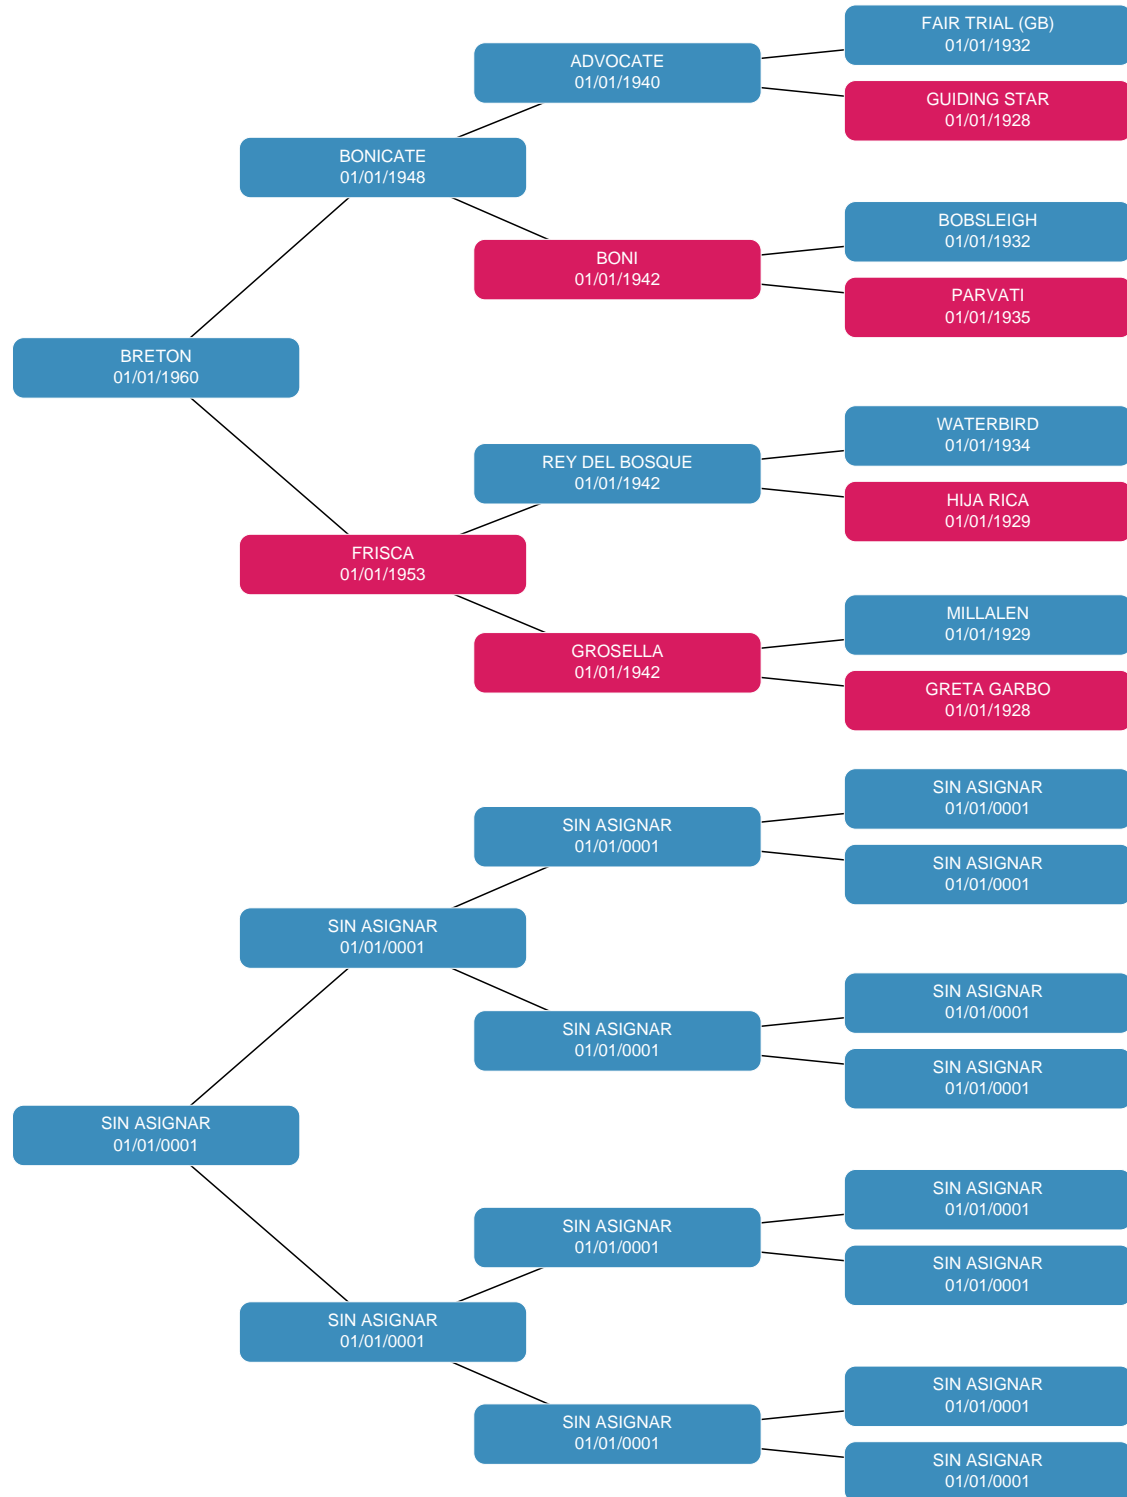 FAIR TRIAL (GB)
01/01/1932
ADVOCATE
01/01/1940
GUIDING STAR
01/01/1928
BONICATE
01/01/1948
BOBSLEIGH
01/01/1932
BONI
01/01/1942
PARVATI
01/01/1935
BRETON
01/01/1960
WATERBIRD
01/01/1934
REY DEL BOSQUE
01/01/1942
HIJA RICA
01/01/1929
FRISCA
01/01/1953
MILLALEN
01/01/1929
GROSELLA
01/01/1942
GRETA GARBO
01/01/1928
SIN ASIGNAR
01/01/0001
SIN ASIGNAR
01/01/0001
SIN ASIGNAR
01/01/0001
SIN ASIGNAR
01/01/0001
SIN ASIGNAR
01/01/0001
SIN ASIGNAR
01/01/0001
SIN ASIGNAR
01/01/0001
SIN ASIGNAR
01/01/0001
SIN ASIGNAR
01/01/0001
SIN ASIGNAR
01/01/0001
SIN ASIGNAR
01/01/0001
SIN ASIGNAR
01/01/0001
SIN ASIGNAR
01/01/0001
SIN ASIGNAR
01/01/0001
SIN ASIGNAR
01/01/0001